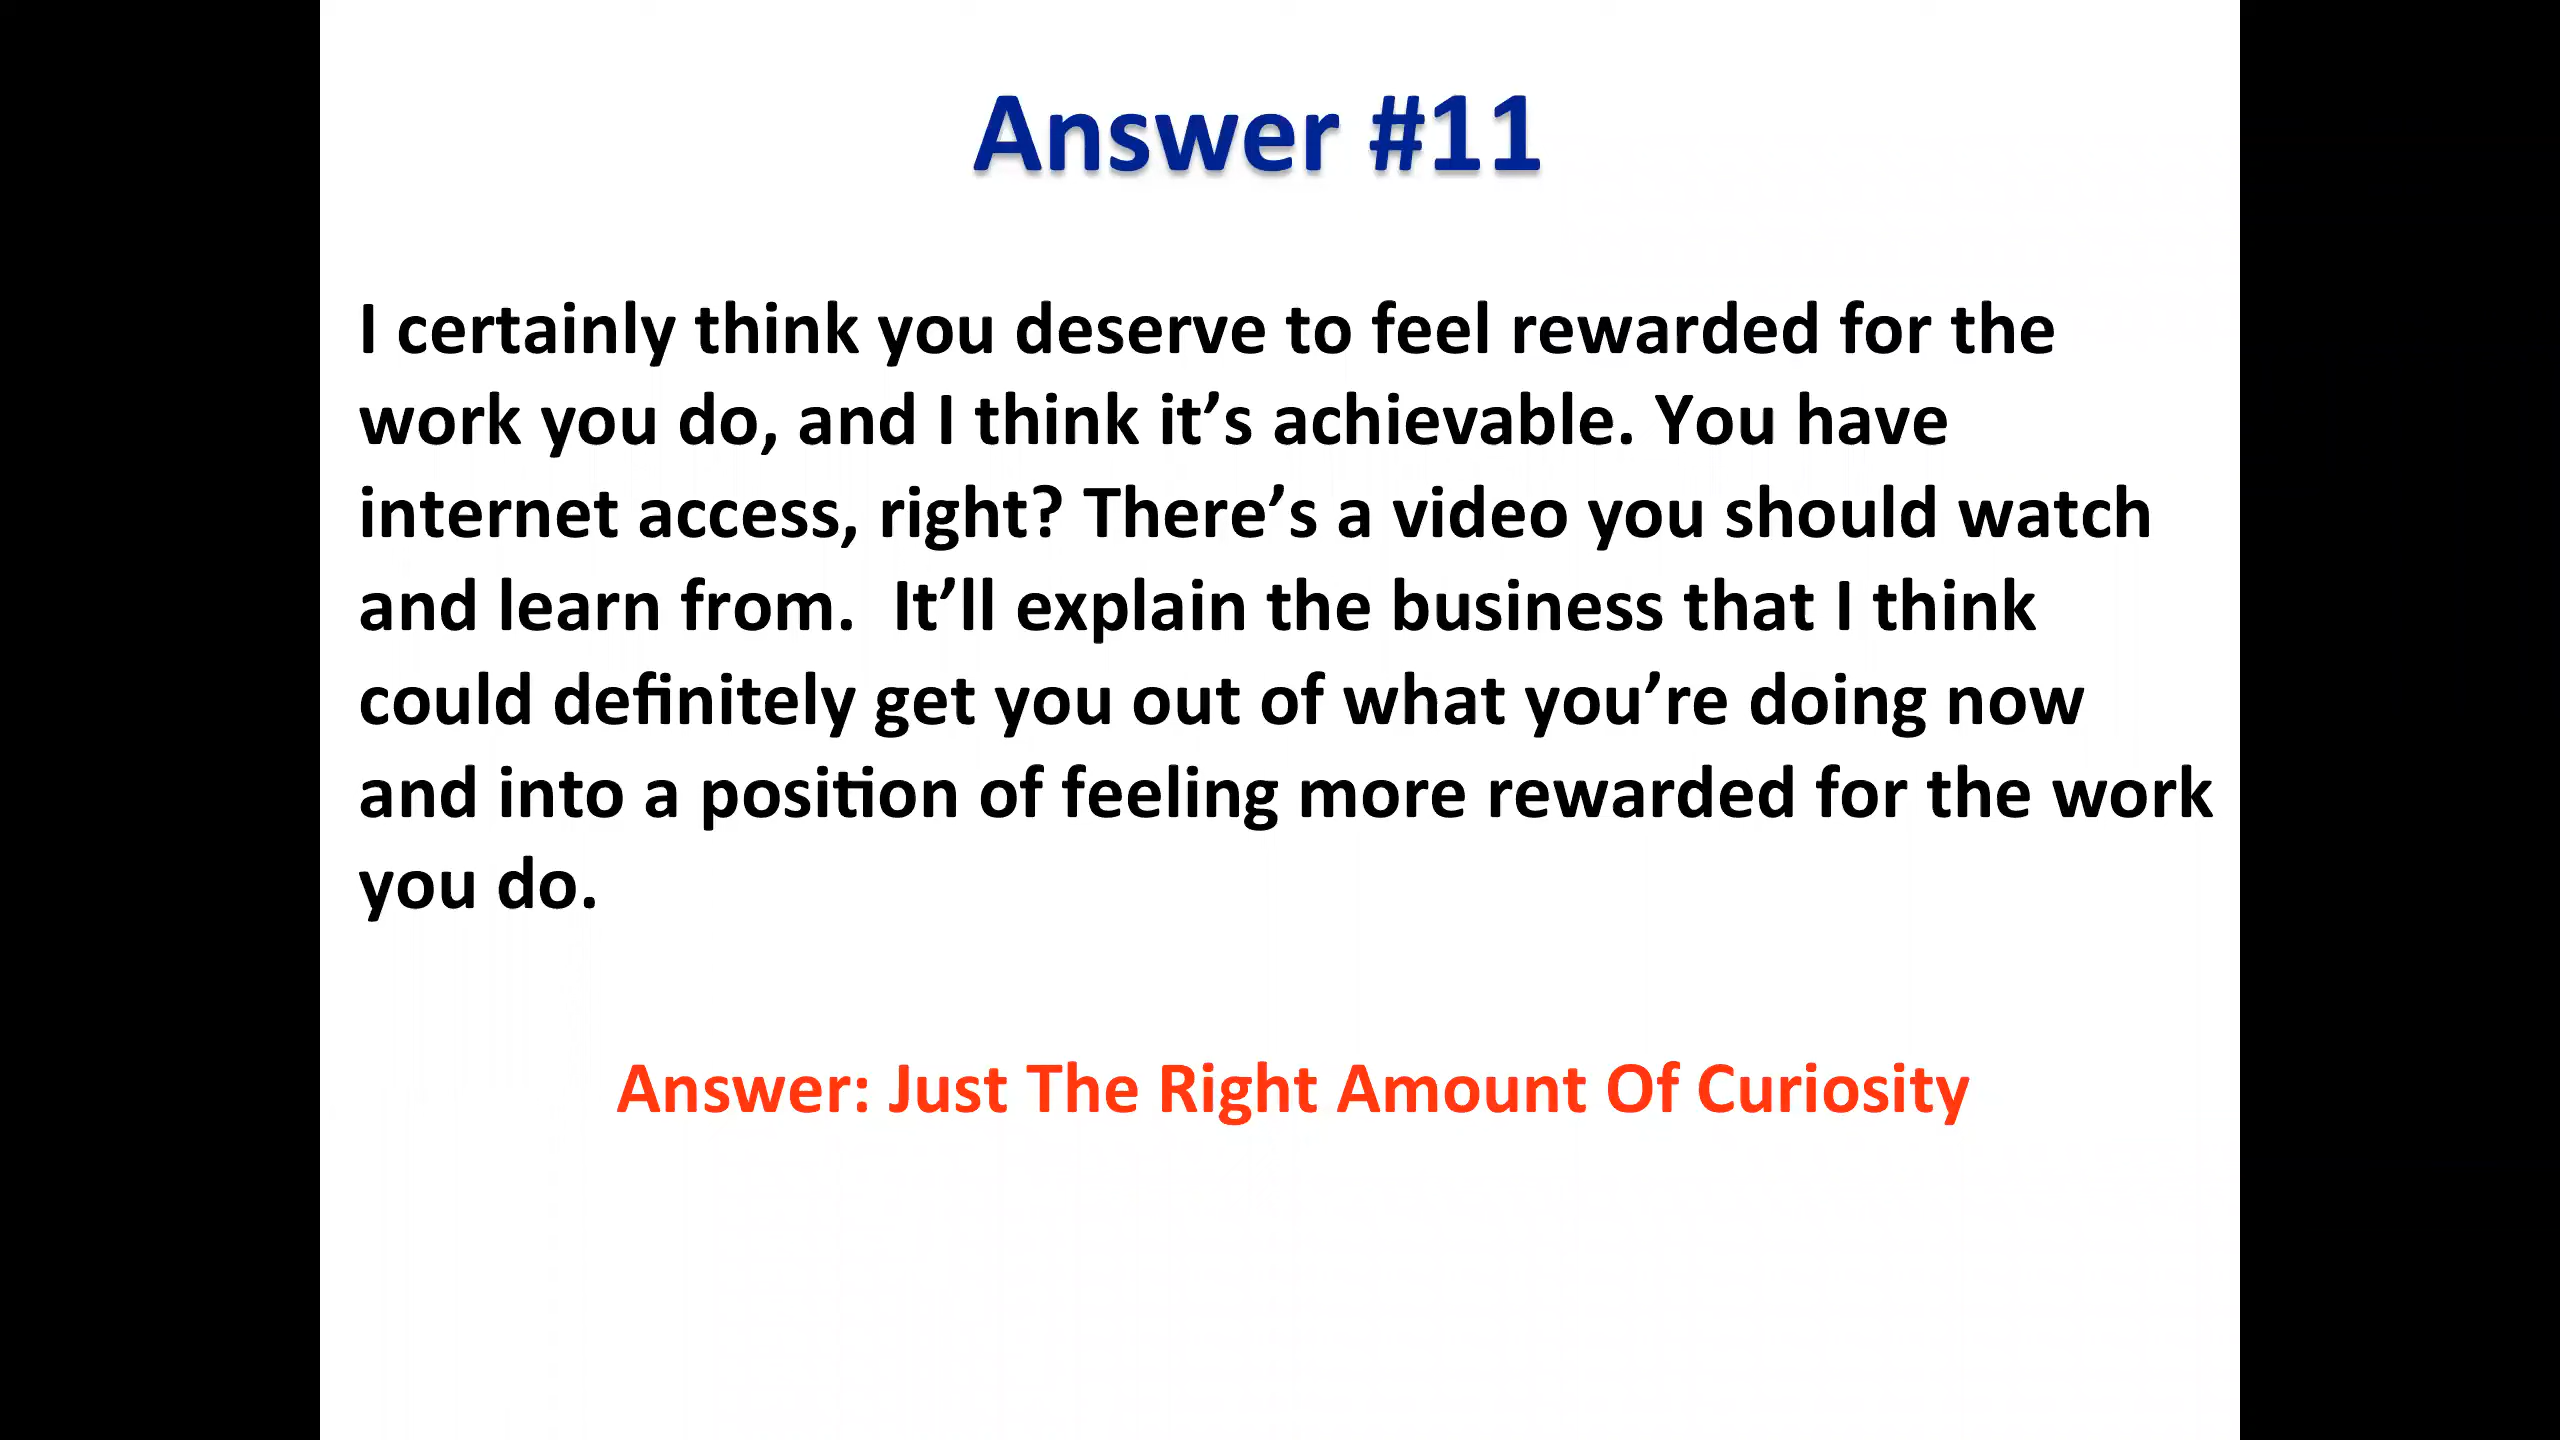 Answer #11
I certainly think you deserve to feel rewarded for the
work you do, and I think it’s achievable. You have
internet access, right? There’s a video you should watch
and learn from.  It’ll explain the business that I think
could definitely get you out of what you’re doing now
and into a position of feeling more rewarded for the work
you do.
Answer: Just The Right Amount Of Curiosity